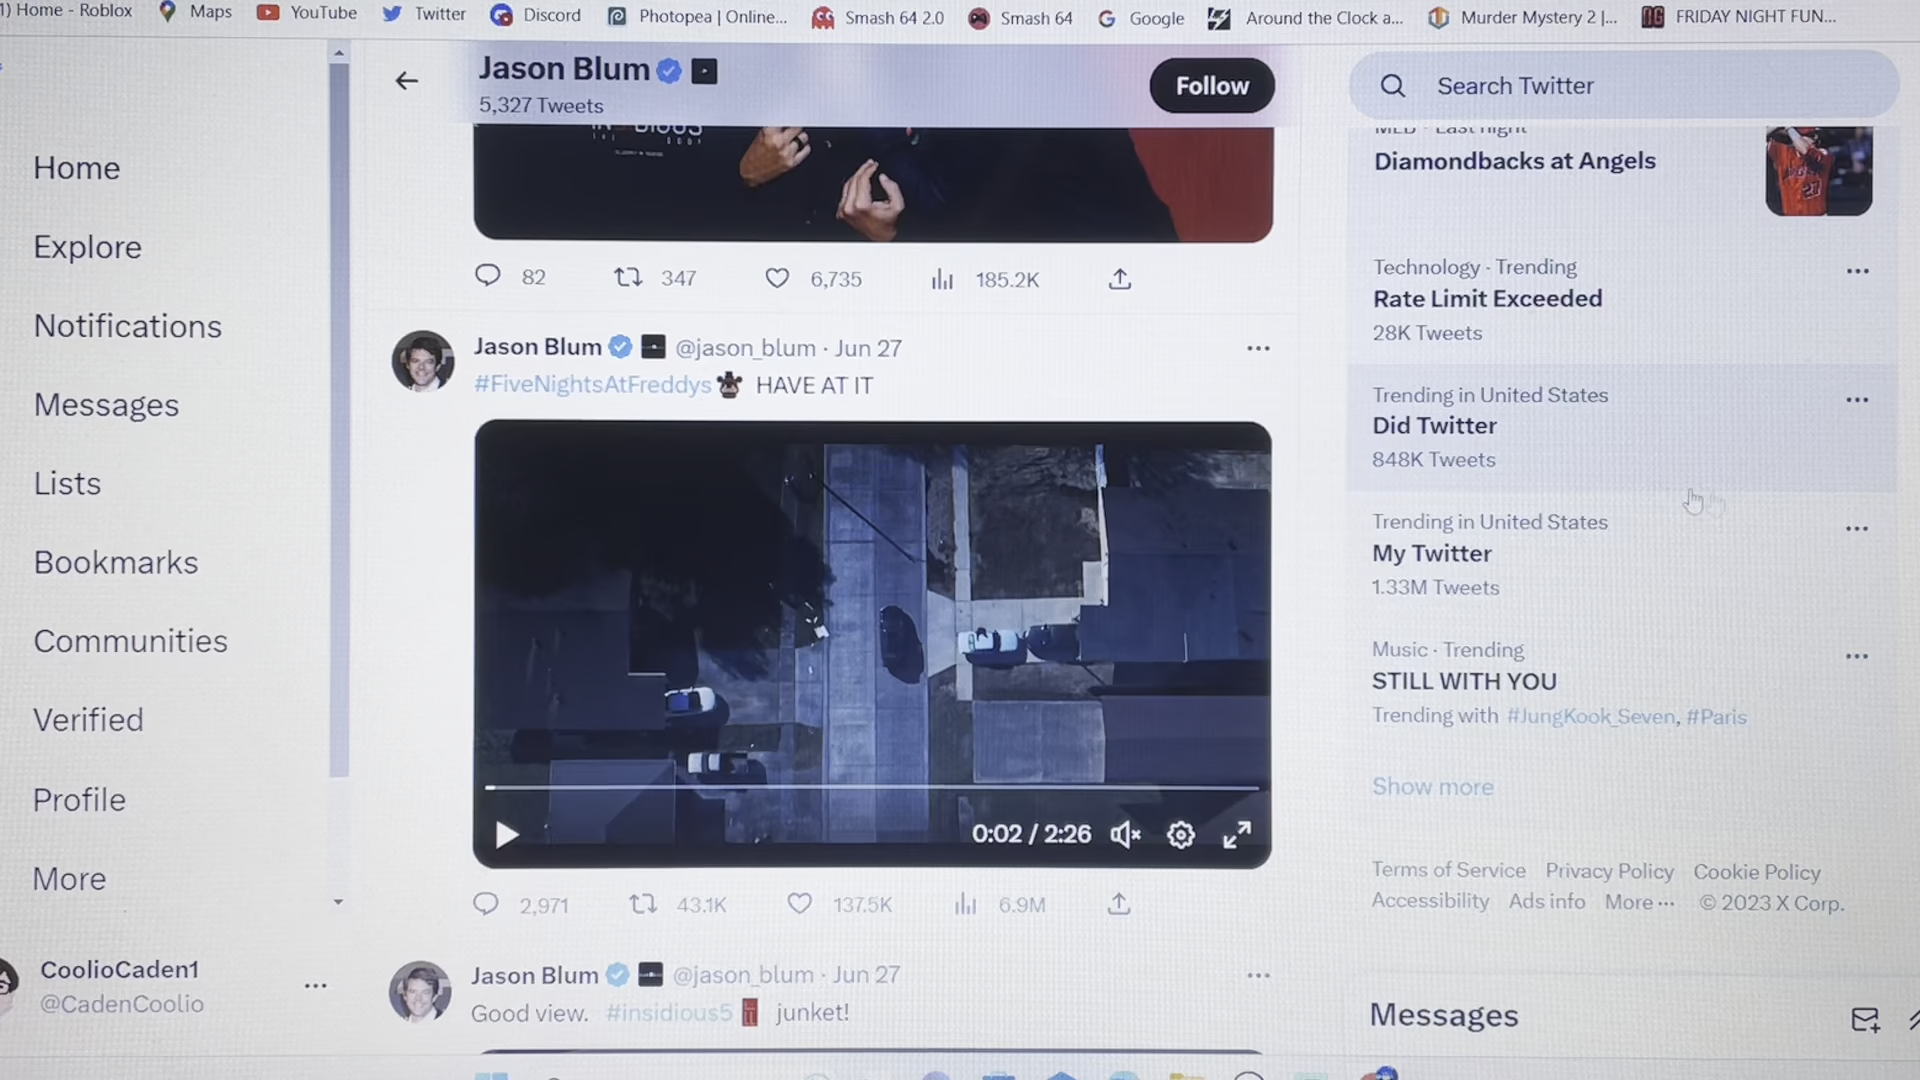 1) Home - Roblox
Maps
YouTube
Twitter
Discord
Photopea | Online...
Smash 64 2.0
Smash 64
Google
Around the Clock a...
Murder Mystery 2 |...
FRIDAY NIGHT FUN...
Home
Explore
Notifications
Messages
Lists
Bookmarks
Communities
Verified
Profile
More
CoolioCaden1
@CadenCoolio
Jason Blum
5,327 Tweets
Follow
82 347 6,735 185.2K
Jason Blum @jason_blum · Jun 27
#FiveNightsAtFreddys HAVE AT IT
0:02 / 2:26
2,971 43.1K 137.5K 6.9M
Jason Blum @jason_blum · Jun 27
Good view. #insidious5 junket!
Search Twitter
MLB · Last night
Diamondbacks at Angels
Technology · Trending
Rate Limit Exceeded
28K Tweets
Trending in United States
Did Twitter
848K Tweets
Trending in United States
My Twitter
1.33M Tweets
Music · Trending
STILL WITH YOU
Trending with #JungKook_Seven, #Paris
Show more
Terms of Service Privacy Policy Cookie Policy
Accessibility Ads info More ··· © 2023 X Corp.
Messages